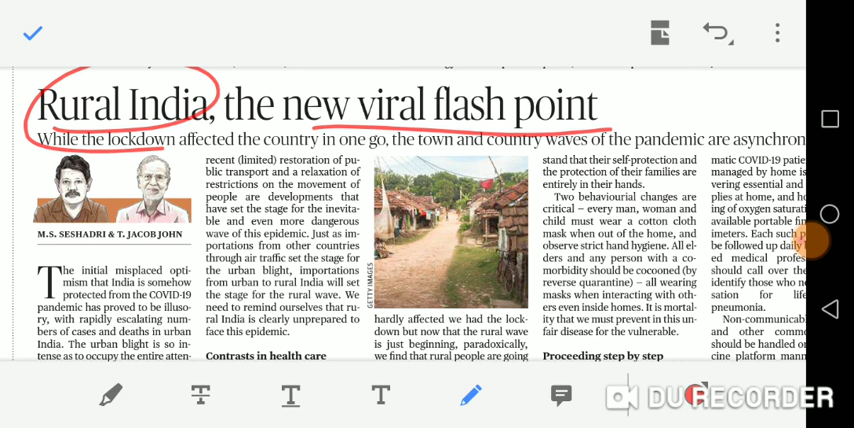 Rural India, the new viral flash point
While the lockdown affected the country in one go, the town and country waves of the pandemic are asynchron
M.S. SESHADRI & T. JACOB JOHN
The initial misplaced opti-
mism that India is somehow
protected from the COVID-19
pandemic has proved to be illuso-
ry, with rapidly escalating num-
bers of cases and deaths in urban
India. The urban blight is so in-
tense as to occupy the entire atten-
recent (limited) restoration of pu-
blic transport and a relaxation of
restrictions on the movement of
people are developments that
have set the stage for the inevita-
ble and even more dangerous
wave of this epidemic. Just as im-
portations from other countries
through air traffic set the stage for
the urban blight, importations
from urban to rural India will set
the stage for the rural wave. We
need to remind ourselves that ru-
ral India is clearly unprepared to
face this epidemic.
Contrasts in health care
GETTY IMAGES
hardly affected we had the lock-
down but now that the rural wave
is just beginning, paradoxically,
we find that rural people are going
stand that their self-protection and
the protection of their families are
entirely in their hands.
Two behavioural changes are
critical – every man, woman and
child must wear a cotton cloth
mask when out of the home, and
observe strict hand hygiene. All el-
ders and any person with a co-
morbidity should be cocooned (by
reverse quarantine) – all wearing
masks when interacting with oth-
ers even inside homes. It is mortal-
ity that we must prevent in this un-
fair disease for the vulnerable.
Proceeding step by step
matic COVID-19 patie
managed by home is
vering essential and
plies at home, and ho
ing of oxygen saturati
available portable fin
imeters. Each such p
be followed up daily b
ed medical profes
should call over the
identify those who ne
sation for life
pneumonia.
Non-communicab
and other comm
should be handled or
cine platform mann
T
T
T
DU RECORDER